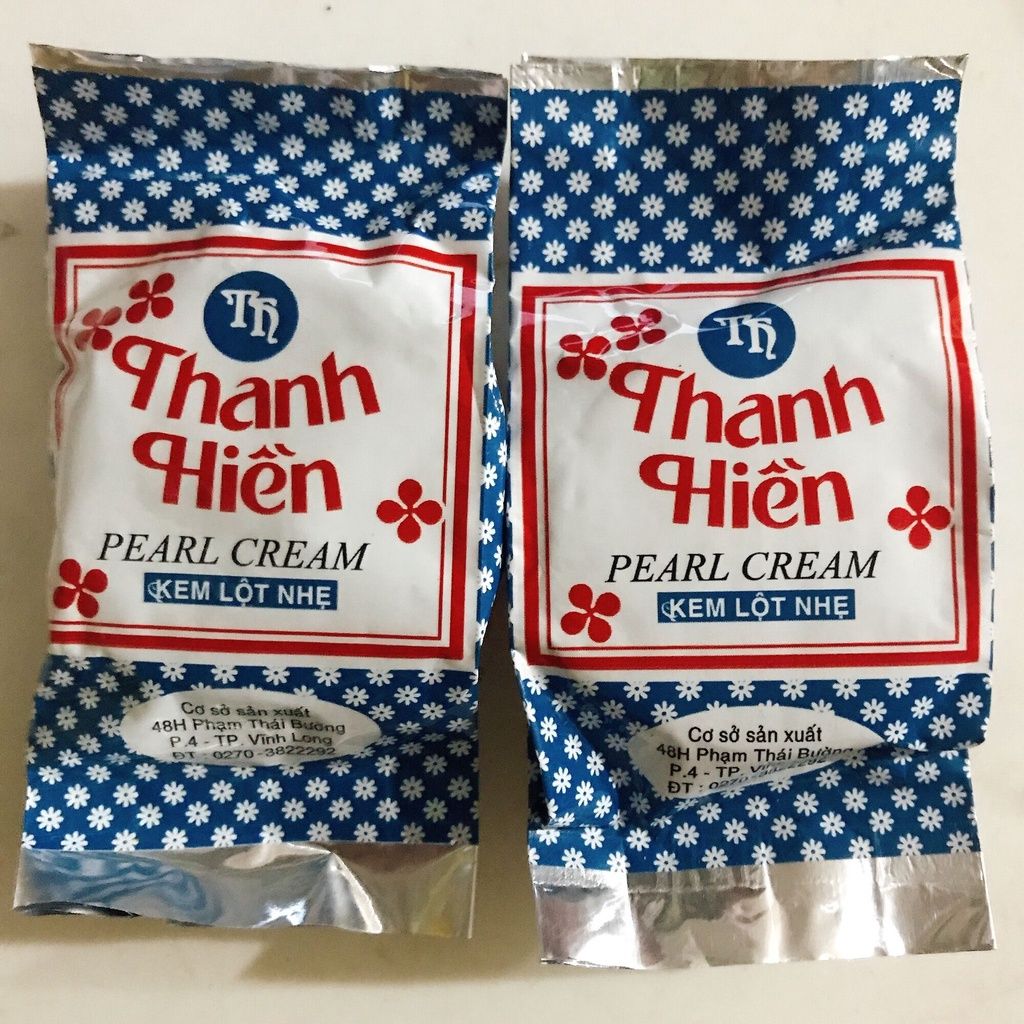 Th
Thanh
Hiền
PEARL CREAM
KEM LỘT NHẸ
Cơ sở sản xuất
48H Phạm Thái Bường
P.4 - TP. Vĩnh Long
ĐT : 0270 -3822292
Th
Thanh
Hiền
PEARL CREAM
KEM LỘT NHẸ
Cơ sở sản xuất
48H Phạm Thái Bường
P.4 - TP.
ĐT :